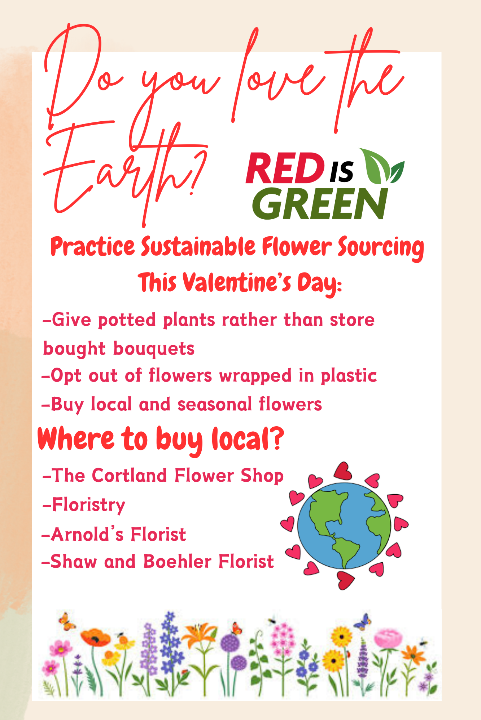 Do you love the
Earth?
RED IS
GREEN
Practice Sustainable Flower Sourcing
This Valentine's Day:
-Give potted plants rather than store
bought bouquets
-Opt out of flowers wrapped in plastic
-Buy local and seasonal flowers
Where to buy local?
-The Cortland Flower Shop
-Floristry
-Arnold's Florist
-Shaw and Boehler Florist